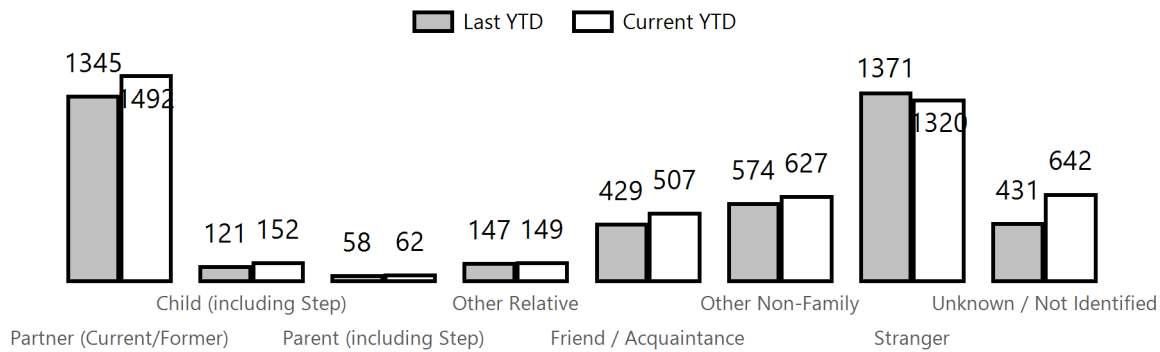 Last YTD Current YTD
1345 1492 121 152 58 62 147 149 429 507 574 627 1371 1320 431 642
Child (including Step) Other Relative Other Non-Family Unknown / Not Identified
Partner (Current/Former) Parent (including Step) Friend / Acquaintance Stranger